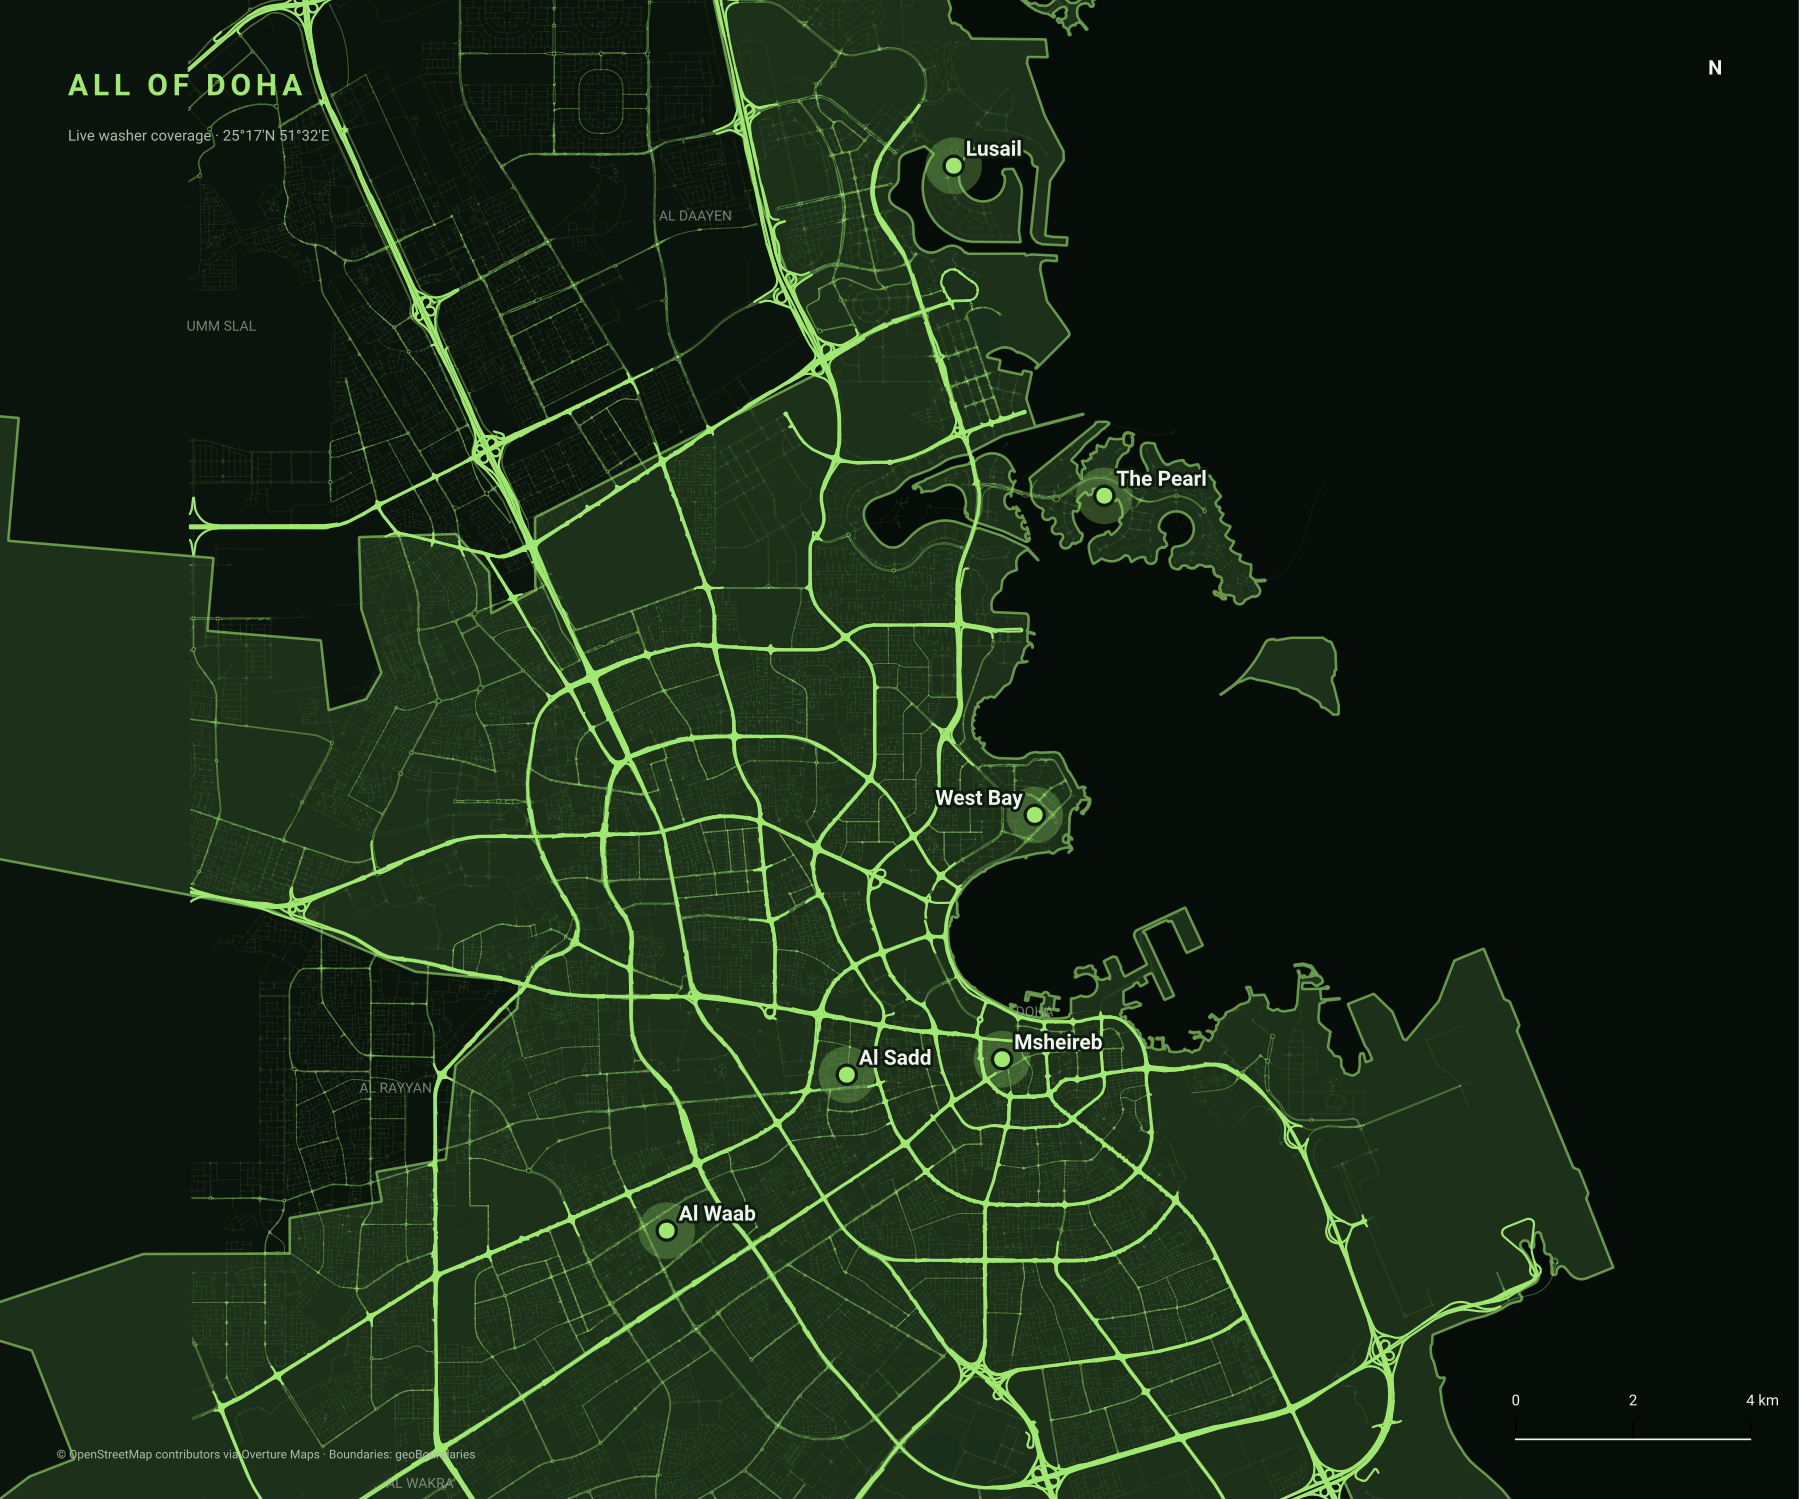 ALL OF DOHA
N
Live washer coverage · 25°17'N 51°32'E
Lusail
AL DAAYEN
UMM SLAL
The Pearl
West Bay
DOHA
Msheireb
Al Sadd
AL RAYYAN
Al Waab
0 2 4 km
© OpenStreetMap contributors via Overture Maps · Boundaries: geoBoundaries
AL WAKRA